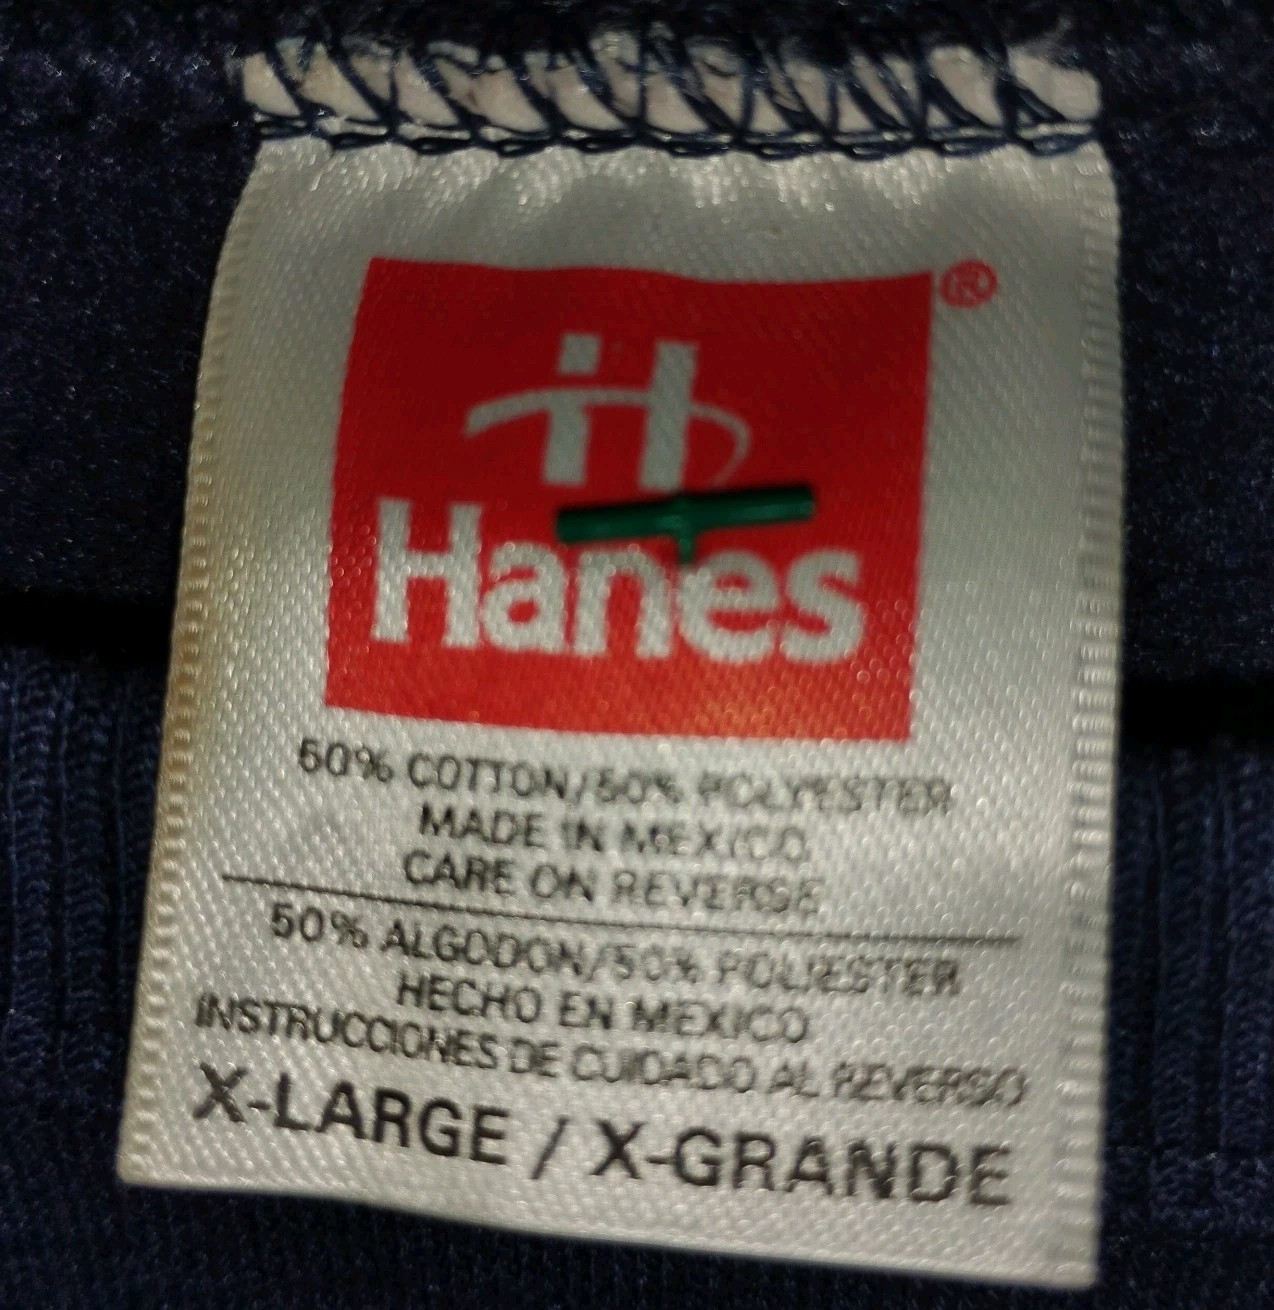 ®
H
Hanes
50% COTTON/50% POLYESTER
MADE IN MEXICO
CARE ON REVERSE
50% ALGODON/50% POLIESTER
HECHO EN MEXICO
INSTRUCCIONES DE CUIDADO AL REVERSO
X-LARGE / X-GRANDE